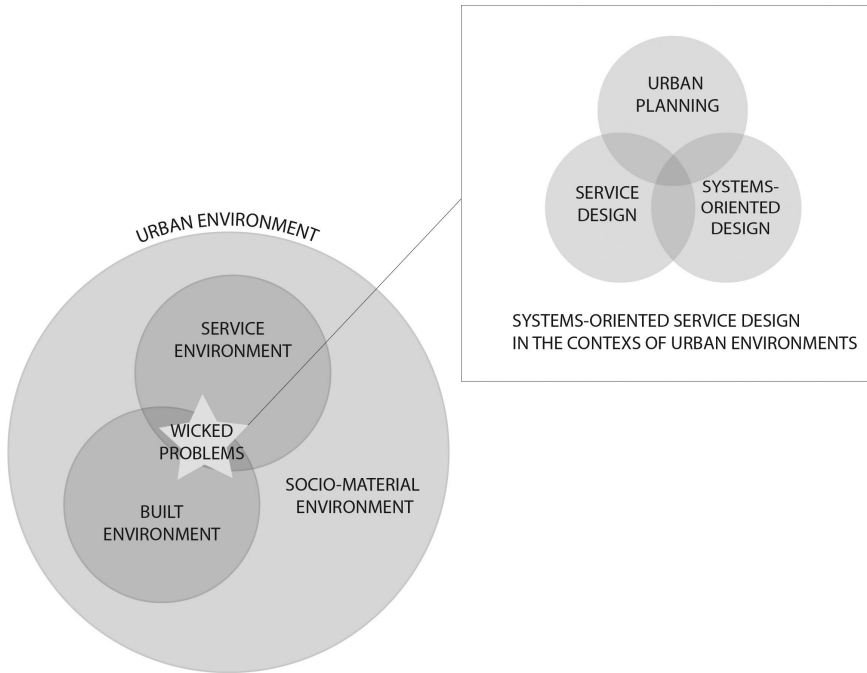 URBAN ENVIRONMENT
SERVICE
ENVIRONMENT
WICKED
PROBLEMS
BUILT
ENVIRONMENT
SOCIO-MATERIAL
ENVIRONMENT
URBAN
PLANNING
SERVICE
DESIGN
SYSTEMS-
ORIENTED
DESIGN
SYSTEMS-ORIENTED SERVICE DESIGN
IN THE CONTEXS OF URBAN ENVIRONMENTS